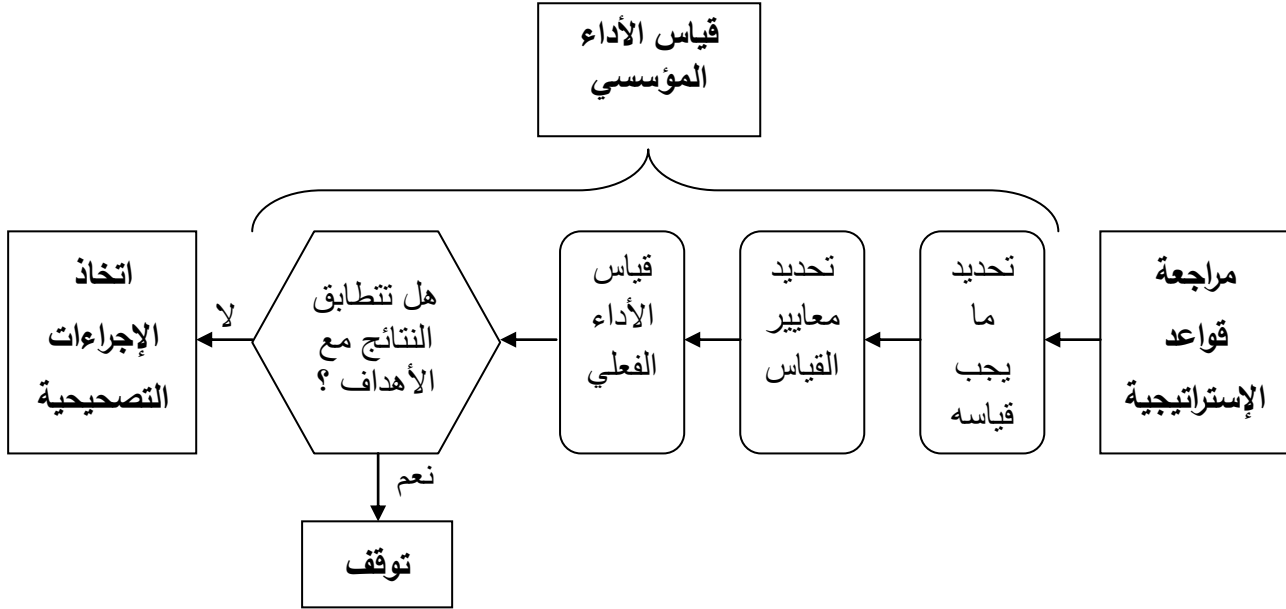 قياس الأداء
المؤسسي
مراجعة
قواعد
الإستراتيجية
تحديد
ما
يجب
قياسه
تحديد
معايير
القياس
قياس
الأداء
الفعلي
هل تتطابق
النتائج مع
الأهداف ؟
لا
اتخاذ
الإجراءات
التصحيحية
نعم
توقف